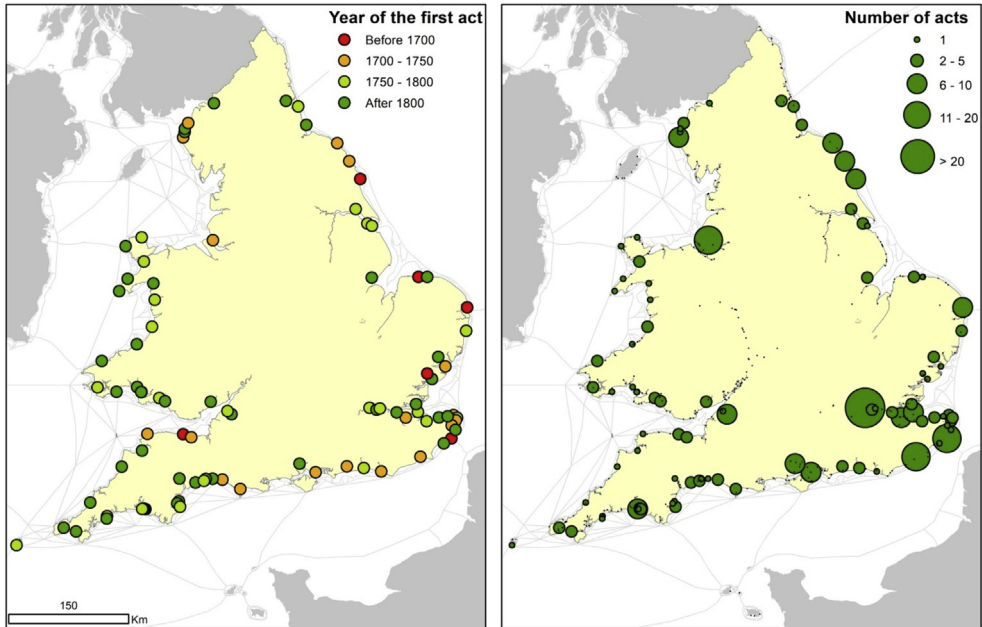 Year of the first act
Before 1700
1700 - 1750
1750 - 1800
After 1800
150
Km
Number of acts
1
2 - 5
6 - 10
11 - 20
> 20